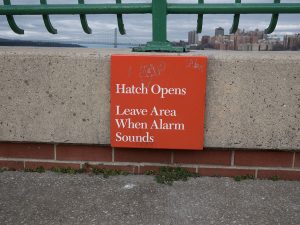 Hatch Opens
Leave Area
When Alarm
Sounds